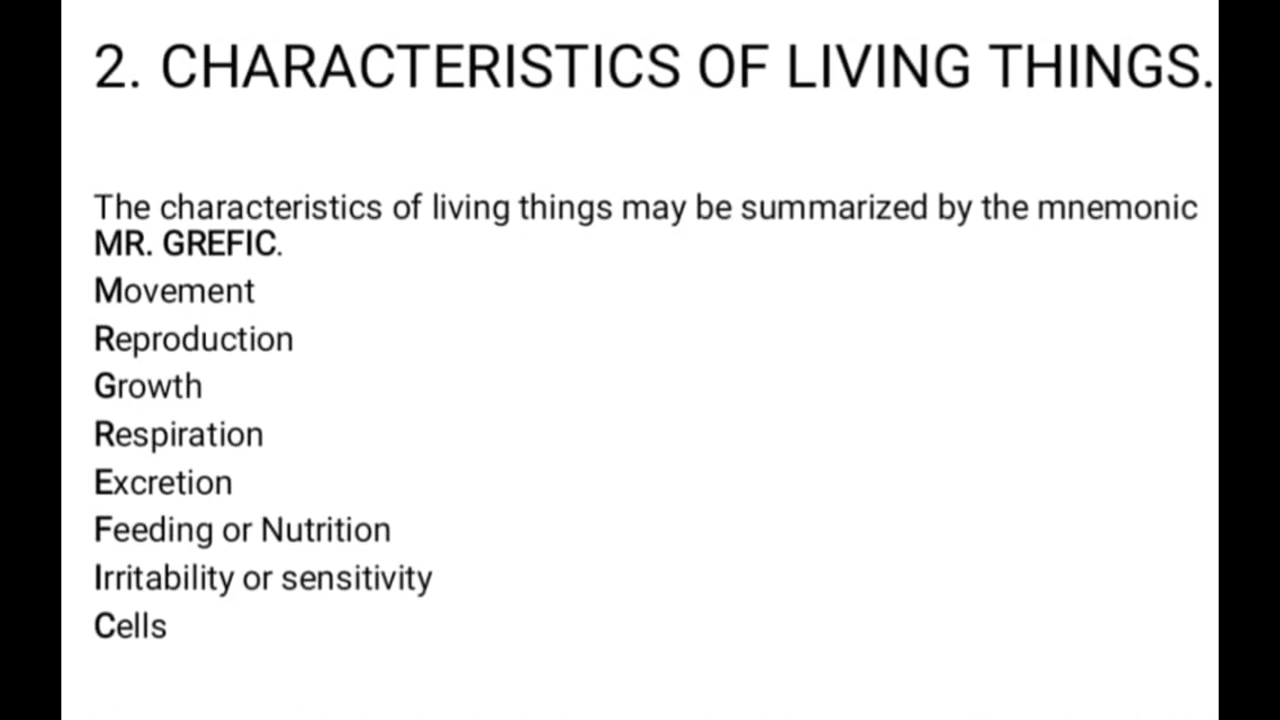 2. CHARACTERISTICS OF LIVING THINGS.
The characteristics of living things may be summarized by the mnemonic
MR. GREFIC.
Movement
Reproduction
Growth
Respiration
Excretion
Feeding or Nutrition
Irritability or sensitivity
Cells